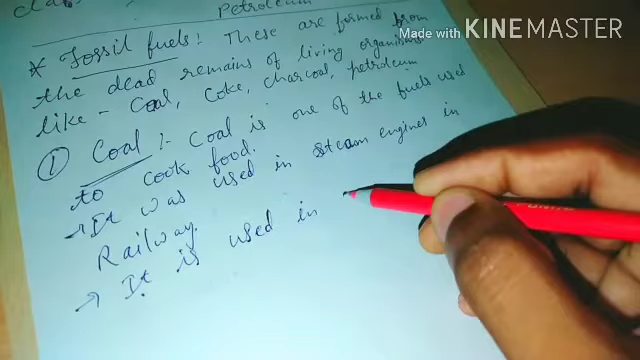 Petroleum
Made with KINEMASTER
* Fossil fuels: These are formed from
the dead remains of living organisms
like - Coal, Coke, charcoal, petroleum
① Coal :- Coal is one of the fuels used
to cook food.
→ It was used in steam engines in
Railway.
→ It is used in